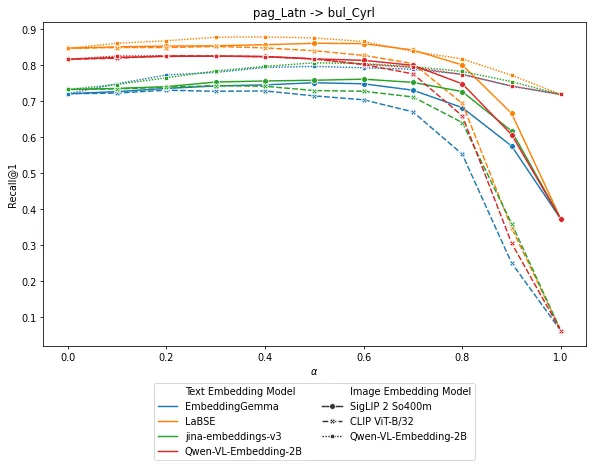 pag_Latn -> bul_Cyrl
0.9
0.8
0.7
0.6
0.5
0.4
0.3
0.2
0.1
Recall@1
0.0 0.2 0.4 0.6 0.8 1.0
α
Text Embedding Model Image Embedding Model
EmbeddingGemma SigLIP 2 So400m
LaBSE CLIP ViT-B/32
jina-embeddings-v3 Qwen-VL-Embedding-2B
Qwen-VL-Embedding-2B